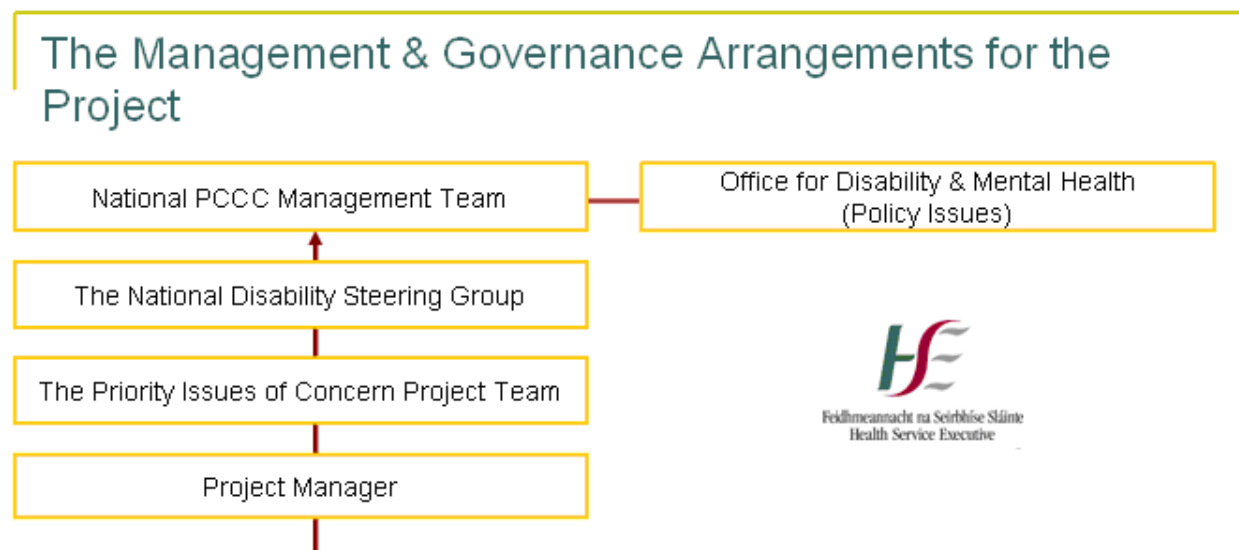 The Management & Governance Arrangements for the
Project
National PCCC Management Team
Office for Disability & Mental Health
(Policy Issues)
The National Disability Steering Group
The Priority Issues of Concern Project Team
Project Manager
HSE
Feidhmeannacht na Seirbhíse Sláinte
Health Service Executive